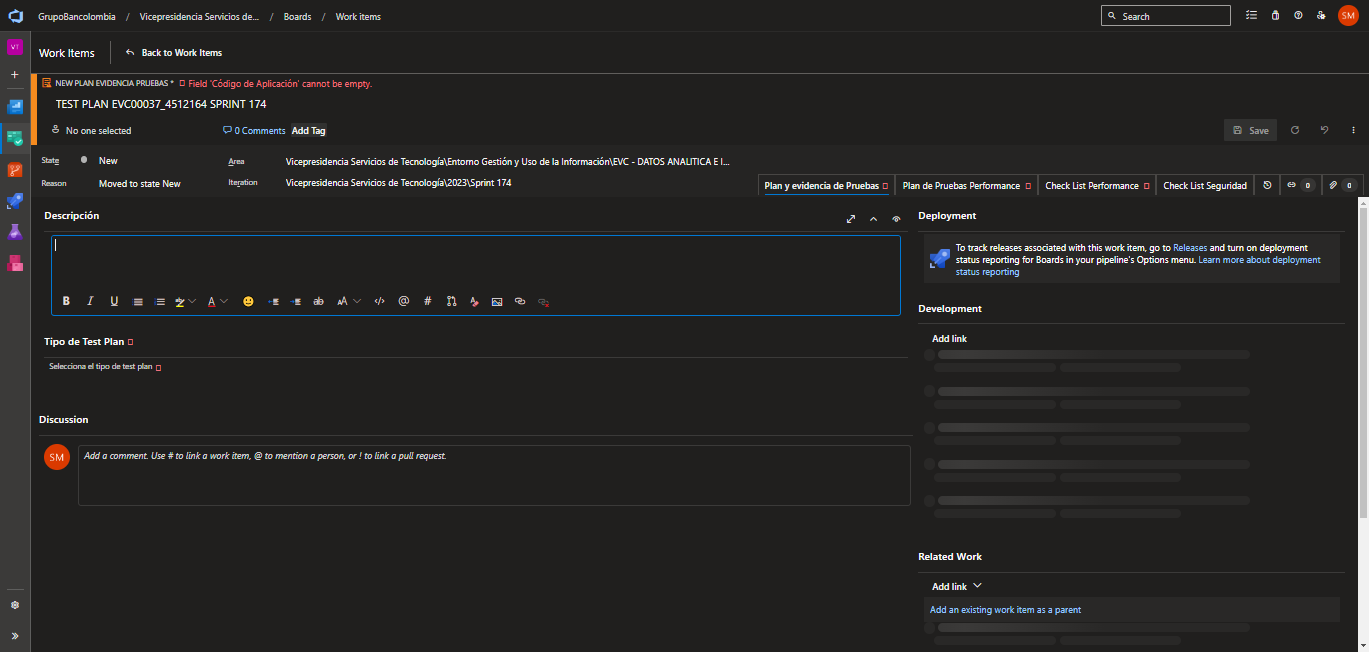 GrupoBancolombia / Vicepresidencia Servicios de... / Boards / Work items
Search
SM
VT
Work Items
Back to Work Items
NEW PLAN EVIDENCIA PRUEBAS * Field 'Código de Aplicación' cannot be empty.
TEST PLAN EVC00037_4512164 SPRINT 174
No one selected
0 Comments
Add Tag
Save
State
New
Area
Vicepresidencia Servicios de Tecnología\Entorno Gestión y Uso de la Información\EVC - DATOS ANALITICA E I...
Reason
Moved to state New
Iteration
Vicepresidencia Servicios de Tecnología\2023\Sprint 174
Plan y evidencia de Pruebas
Plan de Pruebas Performance
Check List Performance
Check List Seguridad
0
0
Descripción
Tipo de Test Plan
Selecciona el tipo de test plan
Discussion
SM
Add a comment. Use # to link a work item, @ to mention a person, or ! to link a pull request.
Deployment
To track releases associated with this work item, go to Releases and turn on deployment
status reporting for Boards in your pipeline's Options menu. Learn more about deployment
status reporting
Development
Add link
Related Work
Add link
Add an existing work item as a parent